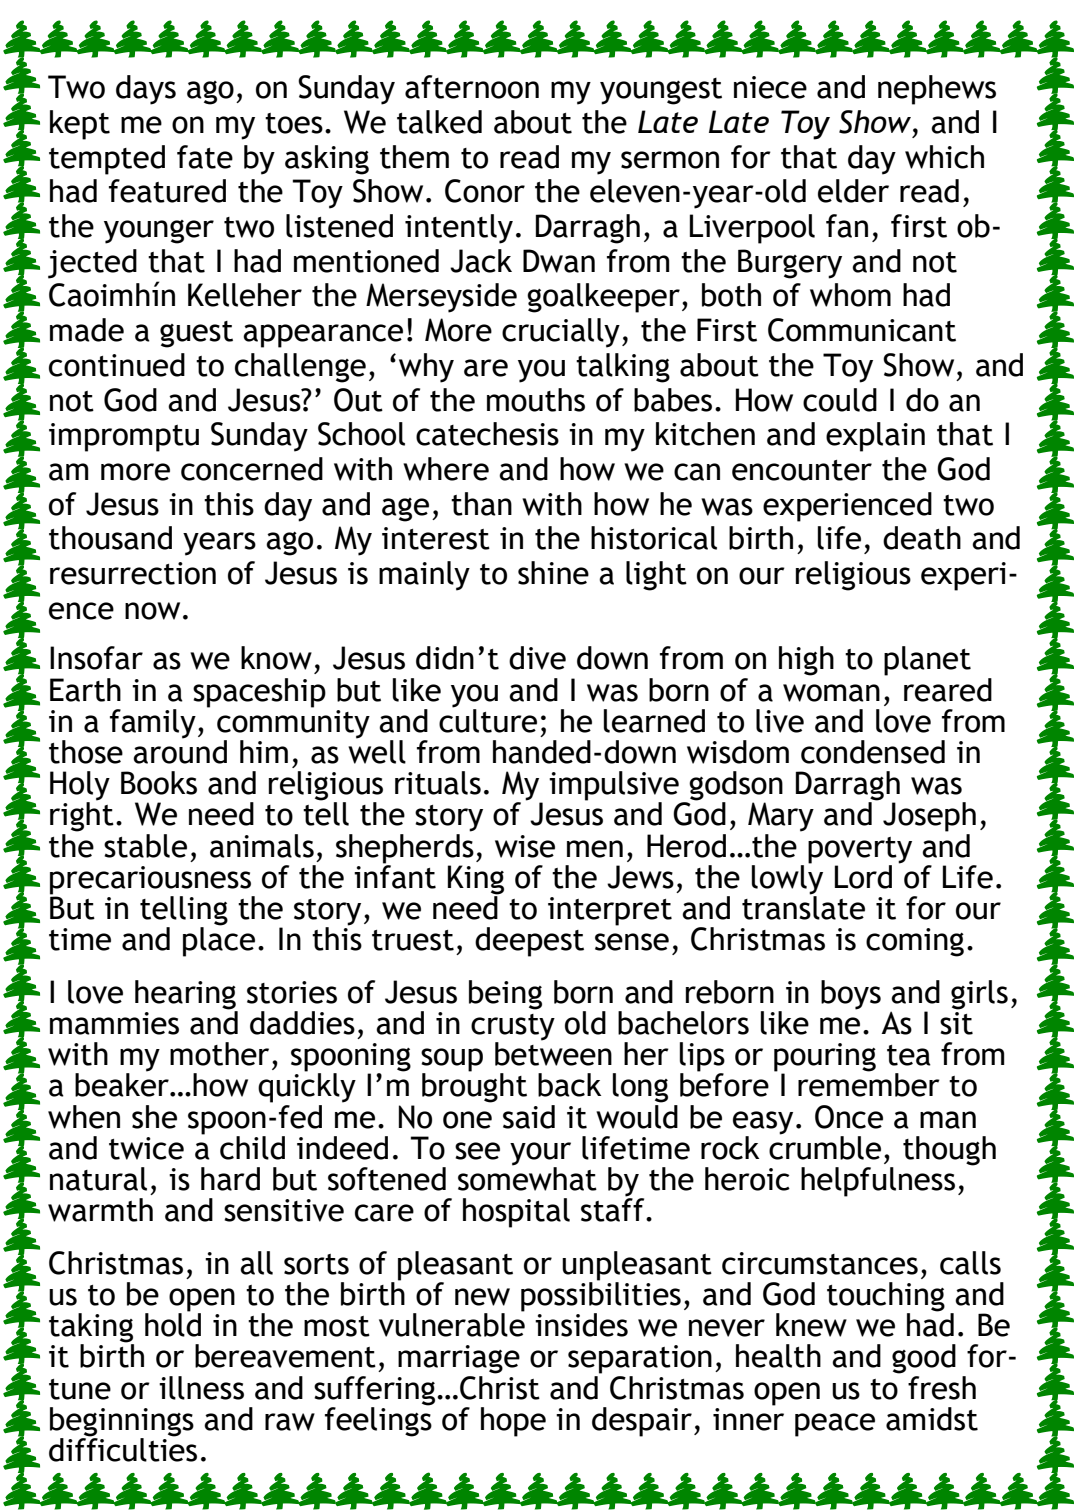 Two days ago, on Sunday afternoon my youngest niece and nephews
kept me on my toes. We talked about the Late Late Toy Show, and I
tempted fate by asking them to read my sermon for that day which
had featured the Toy Show. Conor the eleven-year-old elder read,
the younger two listened intently. Darragh, a Liverpool fan, first ob-
jected that I had mentioned Jack Dwan from the Burgery and not
Caoimhín Kelleher the Merseyside goalkeeper, both of whom had
made a guest appearance! More crucially, the First Communicant
continued to challenge, ‘why are you talking about the Toy Show, and
not God and Jesus?’ Out of the mouths of babes. How could I do an
impromptu Sunday School catechesis in my kitchen and explain that I
am more concerned with where and how we can encounter the God
of Jesus in this day and age, than with how he was experienced two
thousand years ago. My interest in the historical birth, life, death and
resurrection of Jesus is mainly to shine a light on our religious experi-
ence now.
Insofar as we know, Jesus didn’t dive down from on high to planet
Earth in a spaceship but like you and I was born of a woman, reared
in a family, community and culture; he learned to live and love from
those around him, as well from handed-down wisdom condensed in
Holy Books and religious rituals. My impulsive godson Darragh was
right. We need to tell the story of Jesus and God, Mary and Joseph,
the stable, animals, shepherds, wise men, Herod…the poverty and
precariousness of the infant King of the Jews, the lowly Lord of Life.
But in telling the story, we need to interpret and translate it for our
time and place. In this truest, deepest sense, Christmas is coming.
I love hearing stories of Jesus being born and reborn in boys and girls,
mammies and daddies, and in crusty old bachelors like me. As I sit
with my mother, spooning soup between her lips or pouring tea from
a beaker…how quickly I’m brought back long before I remember to
when she spoon-fed me. No one said it would be easy. Once a man
and twice a child indeed. To see your lifetime rock crumble, though
natural, is hard but softened somewhat by the heroic helpfulness,
warmth and sensitive care of hospital staff.
Christmas, in all sorts of pleasant or unpleasant circumstances, calls
us to be open to the birth of new possibilities, and God touching and
taking hold in the most vulnerable insides we never knew we had. Be
it birth or bereavement, marriage or separation, health and good for-
tune or illness and suffering…Christ and Christmas open us to fresh
beginnings and raw feelings of hope in despair, inner peace amidst
difficulties.